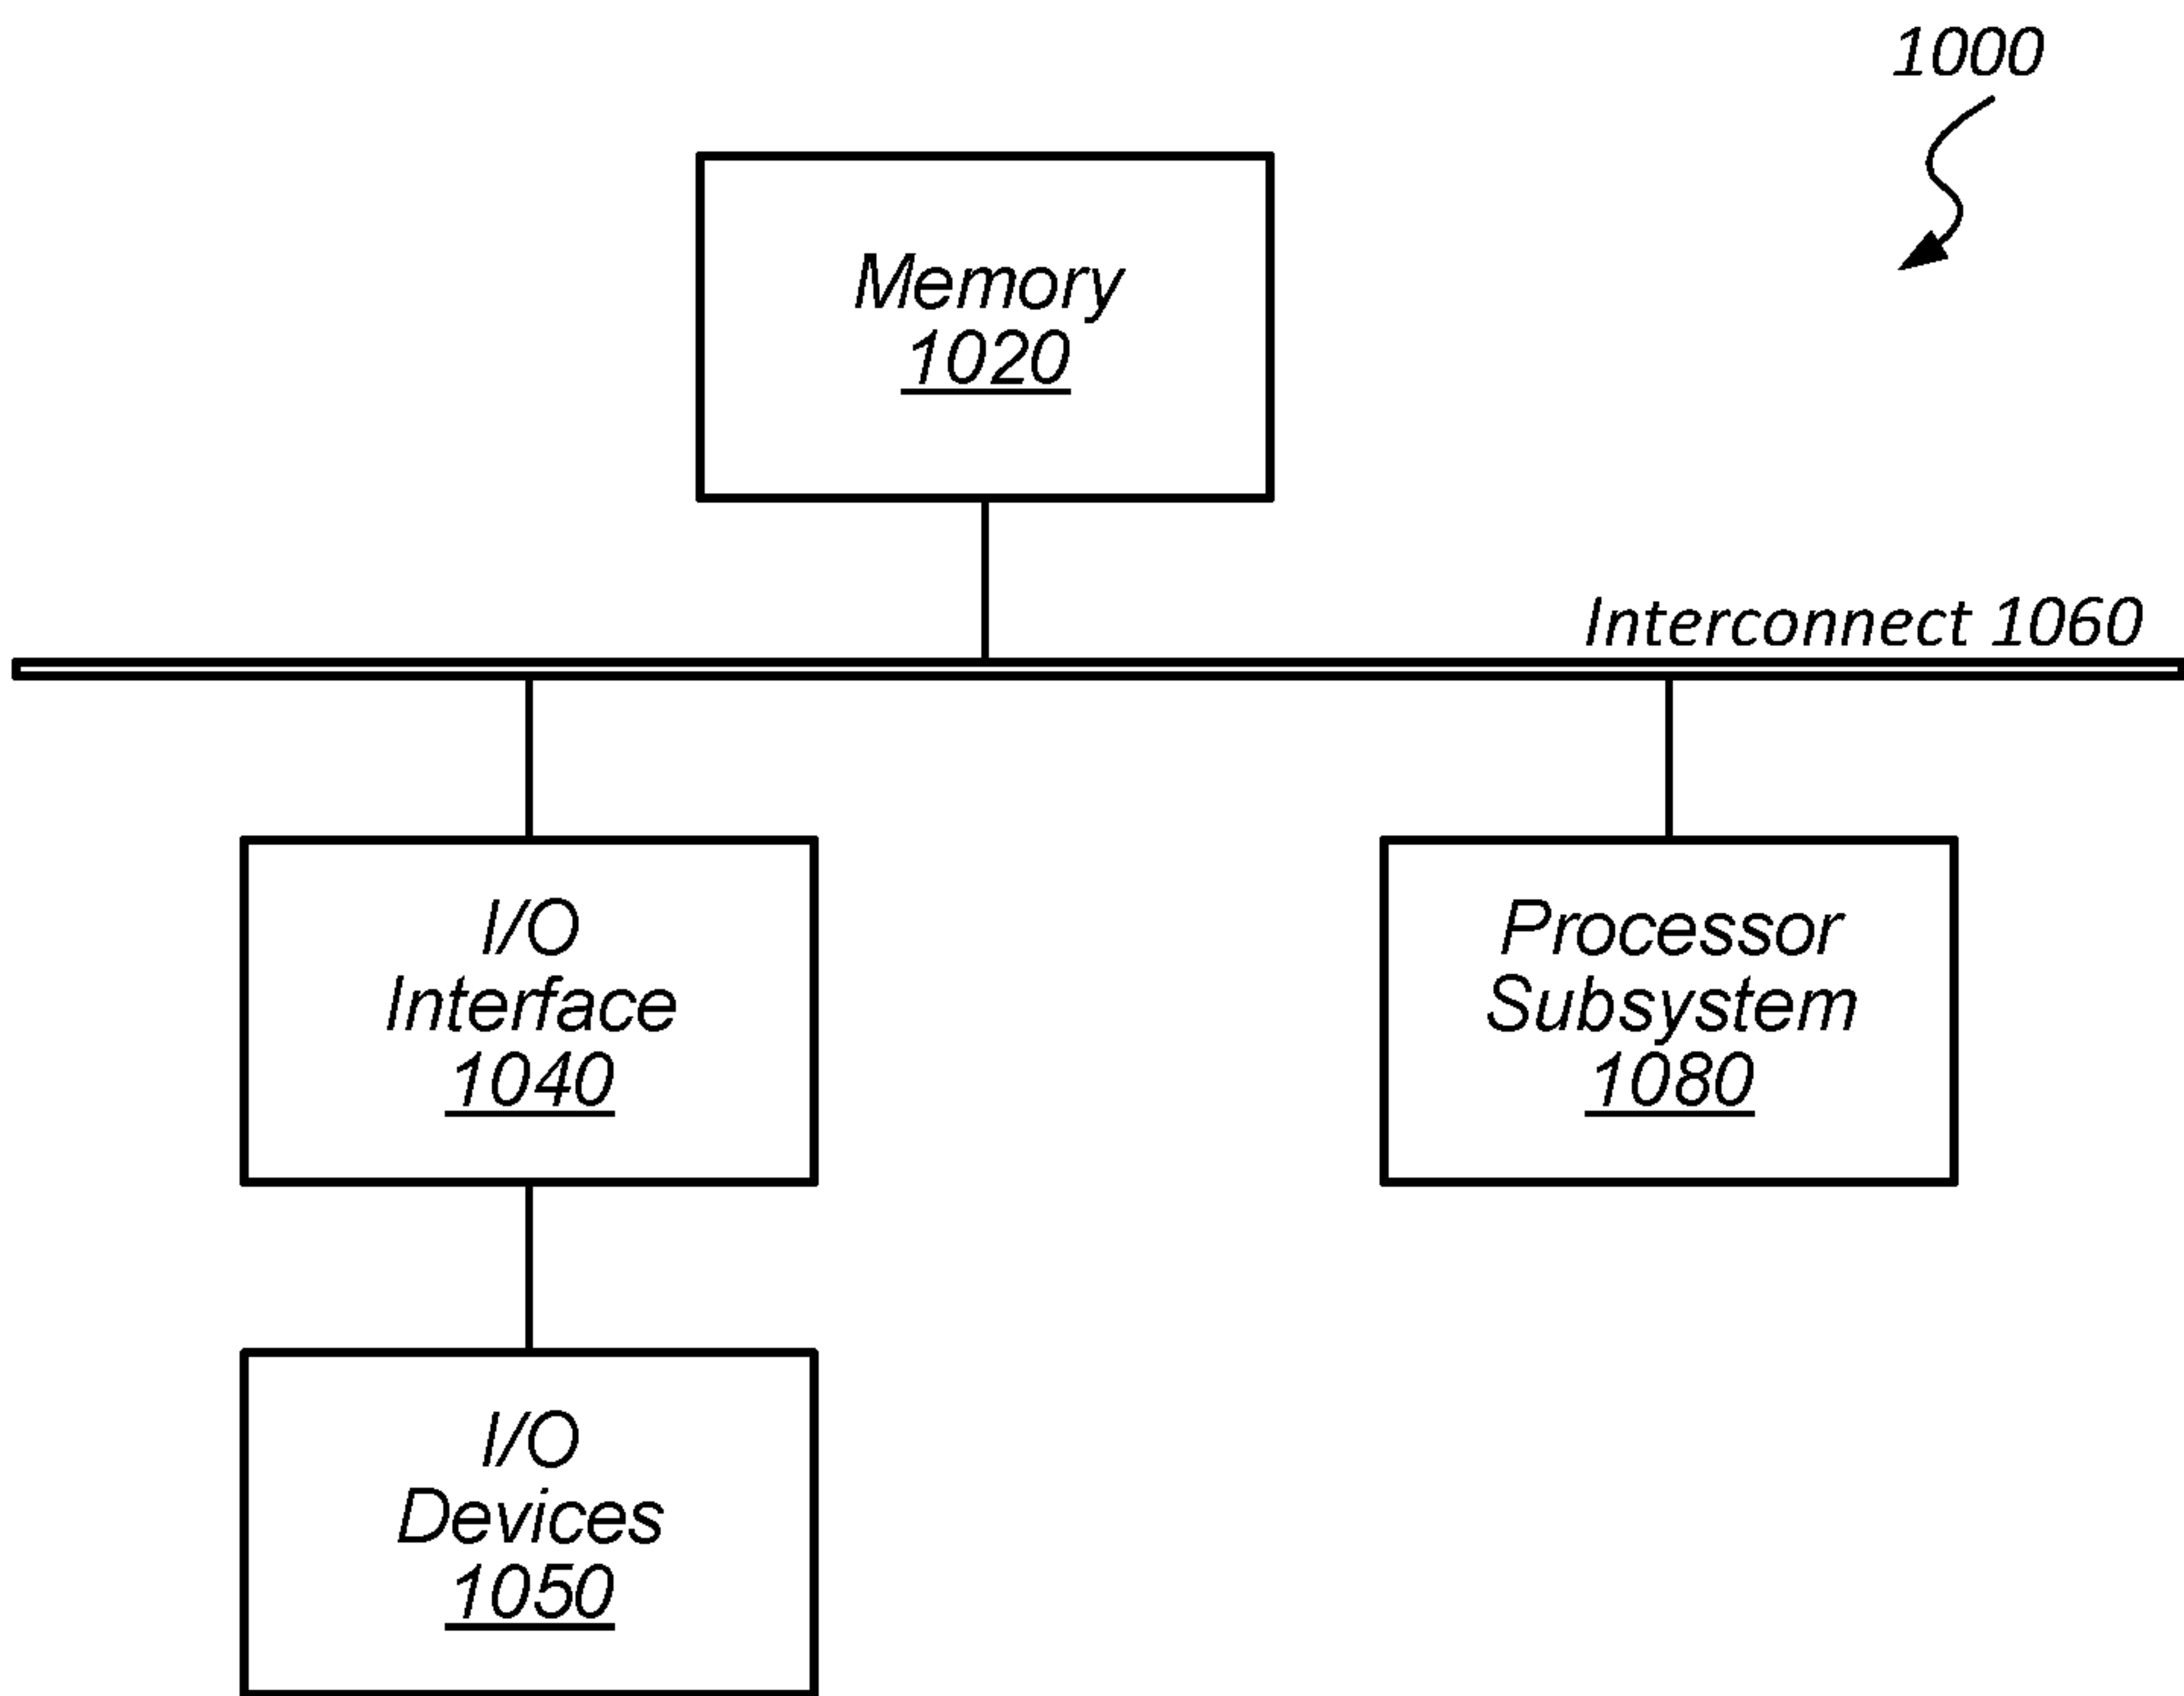 1000
Memory
1020
Interconnect 1060
I/O
Interface
1040
Processor
Subsystem
1080
I/O
Devices
1050